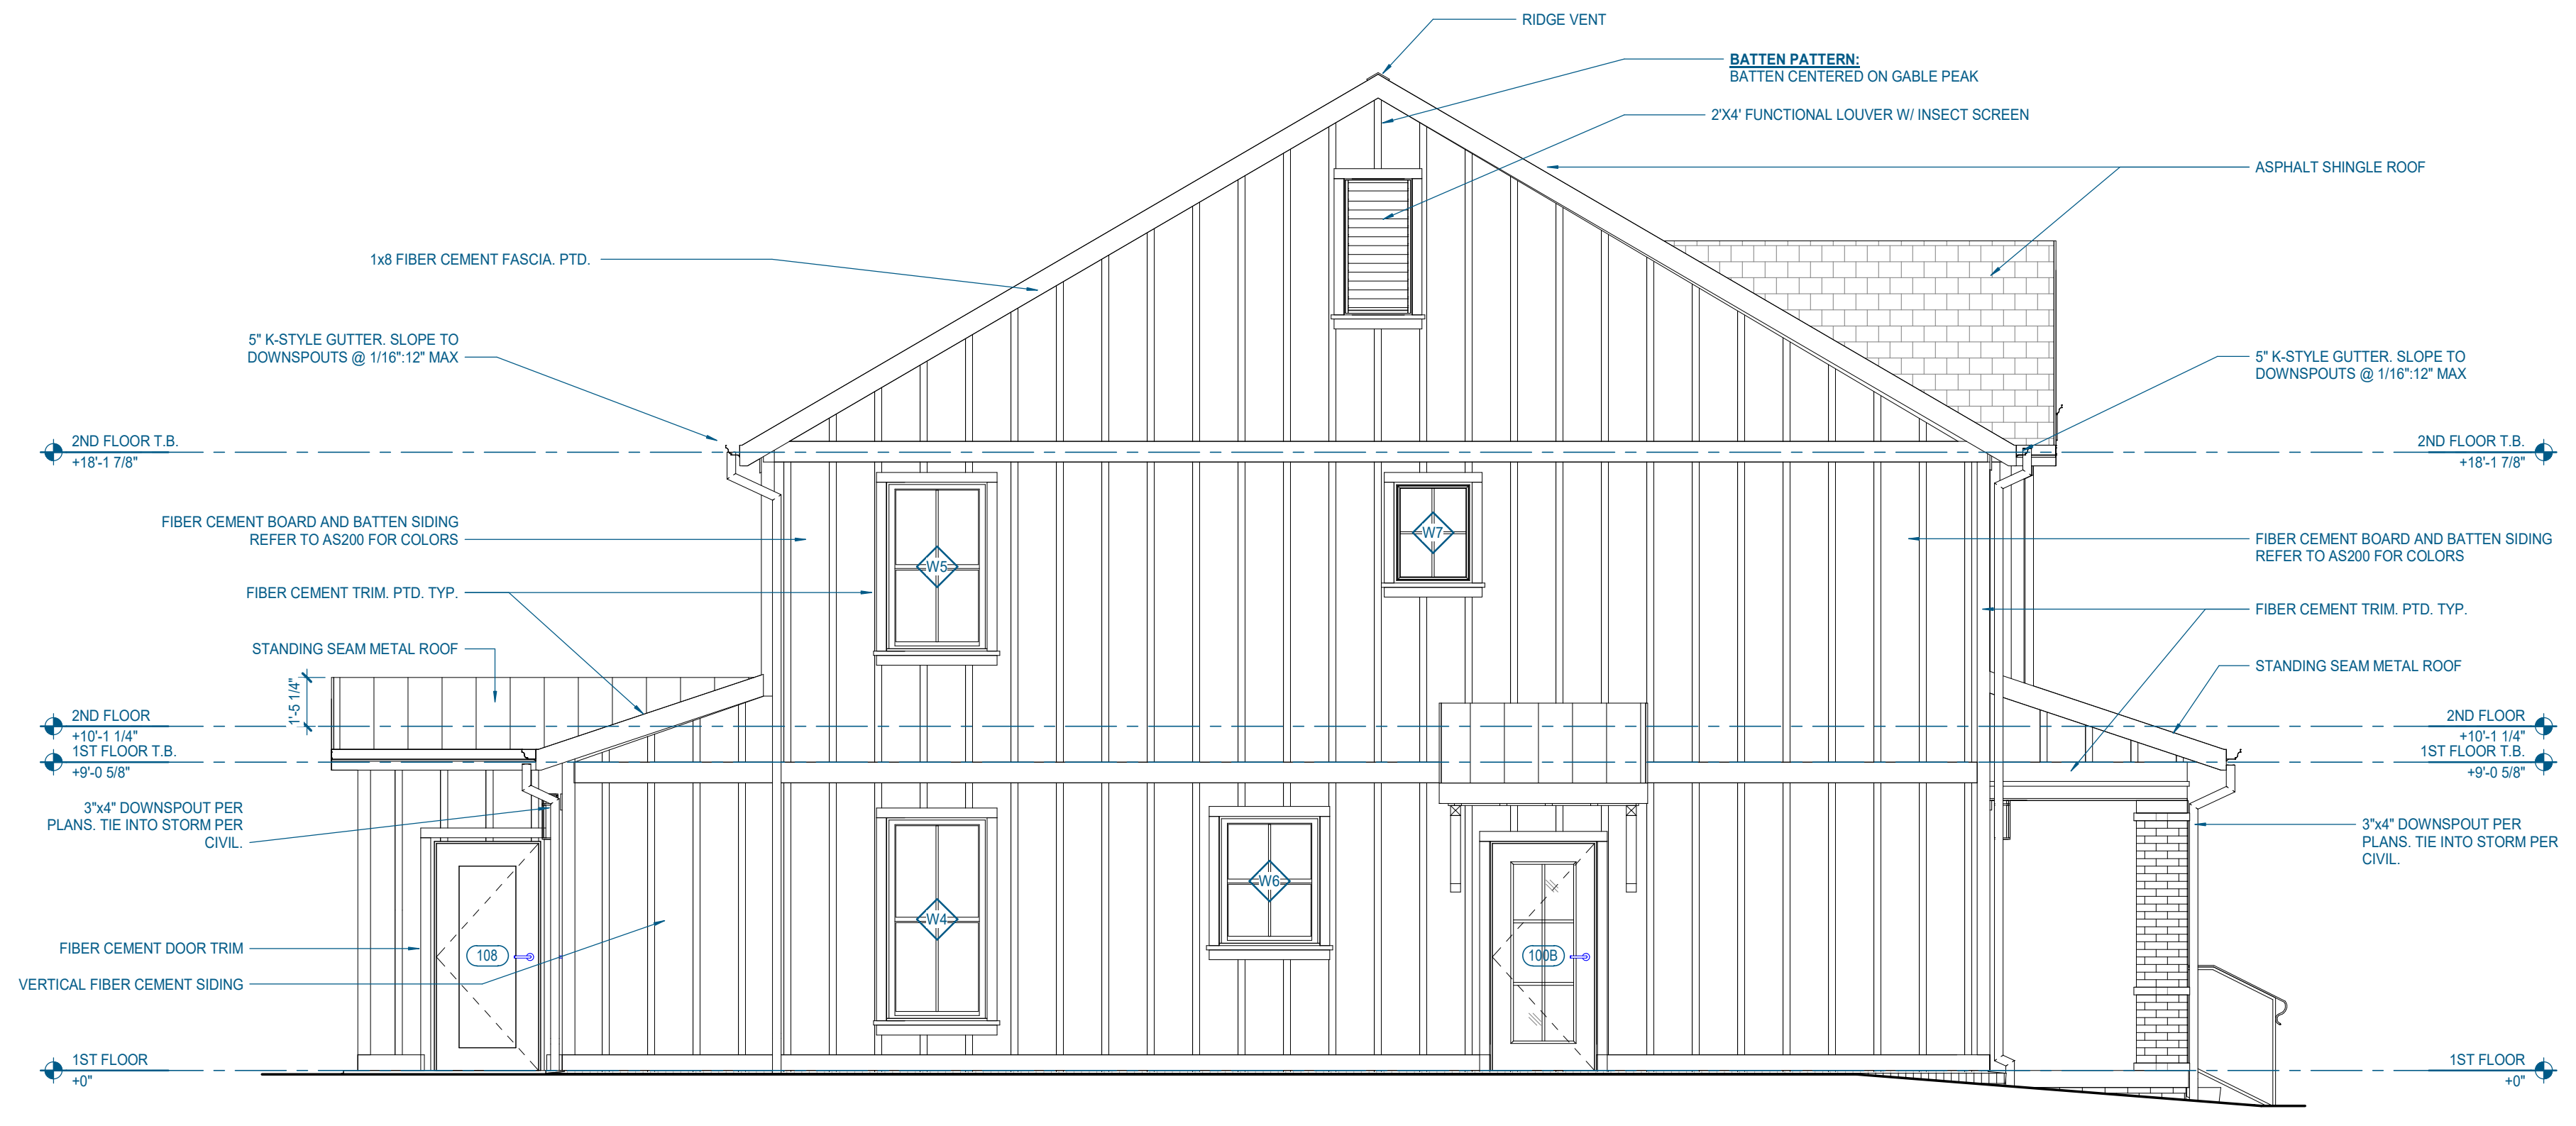 RIDGE VENT
BATTEN PATTERN:
BATTEN CENTERED ON GABLE PEAK
2'X4' FUNCTIONAL LOUVER W/ INSECT SCREEN
ASPHALT SHINGLE ROOF
1x8 FIBER CEMENT FASCIA. PTD.
5" K-STYLE GUTTER. SLOPE TO
DOWNSPOUTS @ 1/16":12" MAX
5" K-STYLE GUTTER. SLOPE TO
DOWNSPOUTS @ 1/16":12" MAX
2ND FLOOR T.B.
+18'-1 7/8"
2ND FLOOR T.B.
+18'-1 7/8"
FIBER CEMENT BOARD AND BATTEN SIDING
REFER TO AS200 FOR COLORS
W5
W7
FIBER CEMENT BOARD AND BATTEN SIDING
REFER TO AS200 FOR COLORS
FIBER CEMENT TRIM. PTD. TYP.
FIBER CEMENT TRIM. PTD. TYP.
STANDING SEAM METAL ROOF
STANDING SEAM METAL ROOF
1'-5 1/4"
2ND FLOOR
+10'-1 1/4"
2ND FLOOR
+10'-1 1/4"
1ST FLOOR T.B.
+9'-0 5/8"
1ST FLOOR T.B.
+9'-0 5/8"
3"x4" DOWNSPOUT PER
PLANS. TIE INTO STORM PER
CIVIL.
3"x4" DOWNSPOUT PER
PLANS. TIE INTO STORM PER
CIVIL.
W6
W4
FIBER CEMENT DOOR TRIM
108
100B
VERTICAL FIBER CEMENT SIDING
1ST FLOOR
+0"
1ST FLOOR
+0"